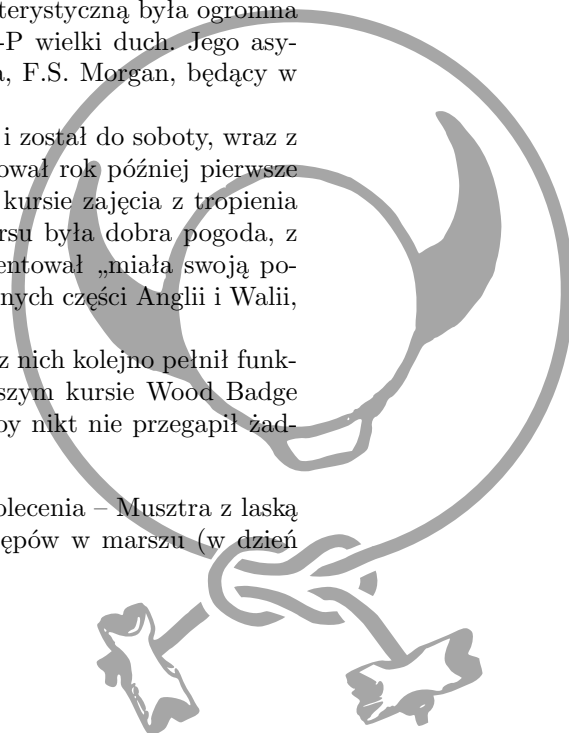 terystyczną była ogromna
-P wielki duch. Jego asy-
a, F.S. Morgan, będący w
i został do soboty, wraz z
ował rok później pierwsze
kursie zajęcia z tropienia
rsu była dobra pogoda, z
entował „miała swoją po-
nych części Anglii i Walii,
z nich kolejno pełnił funk-
szym kursie Wood Badge
by nikt nie przegapił żad-
olecenia – Musztra z laską
ępów w marszu (w dzień